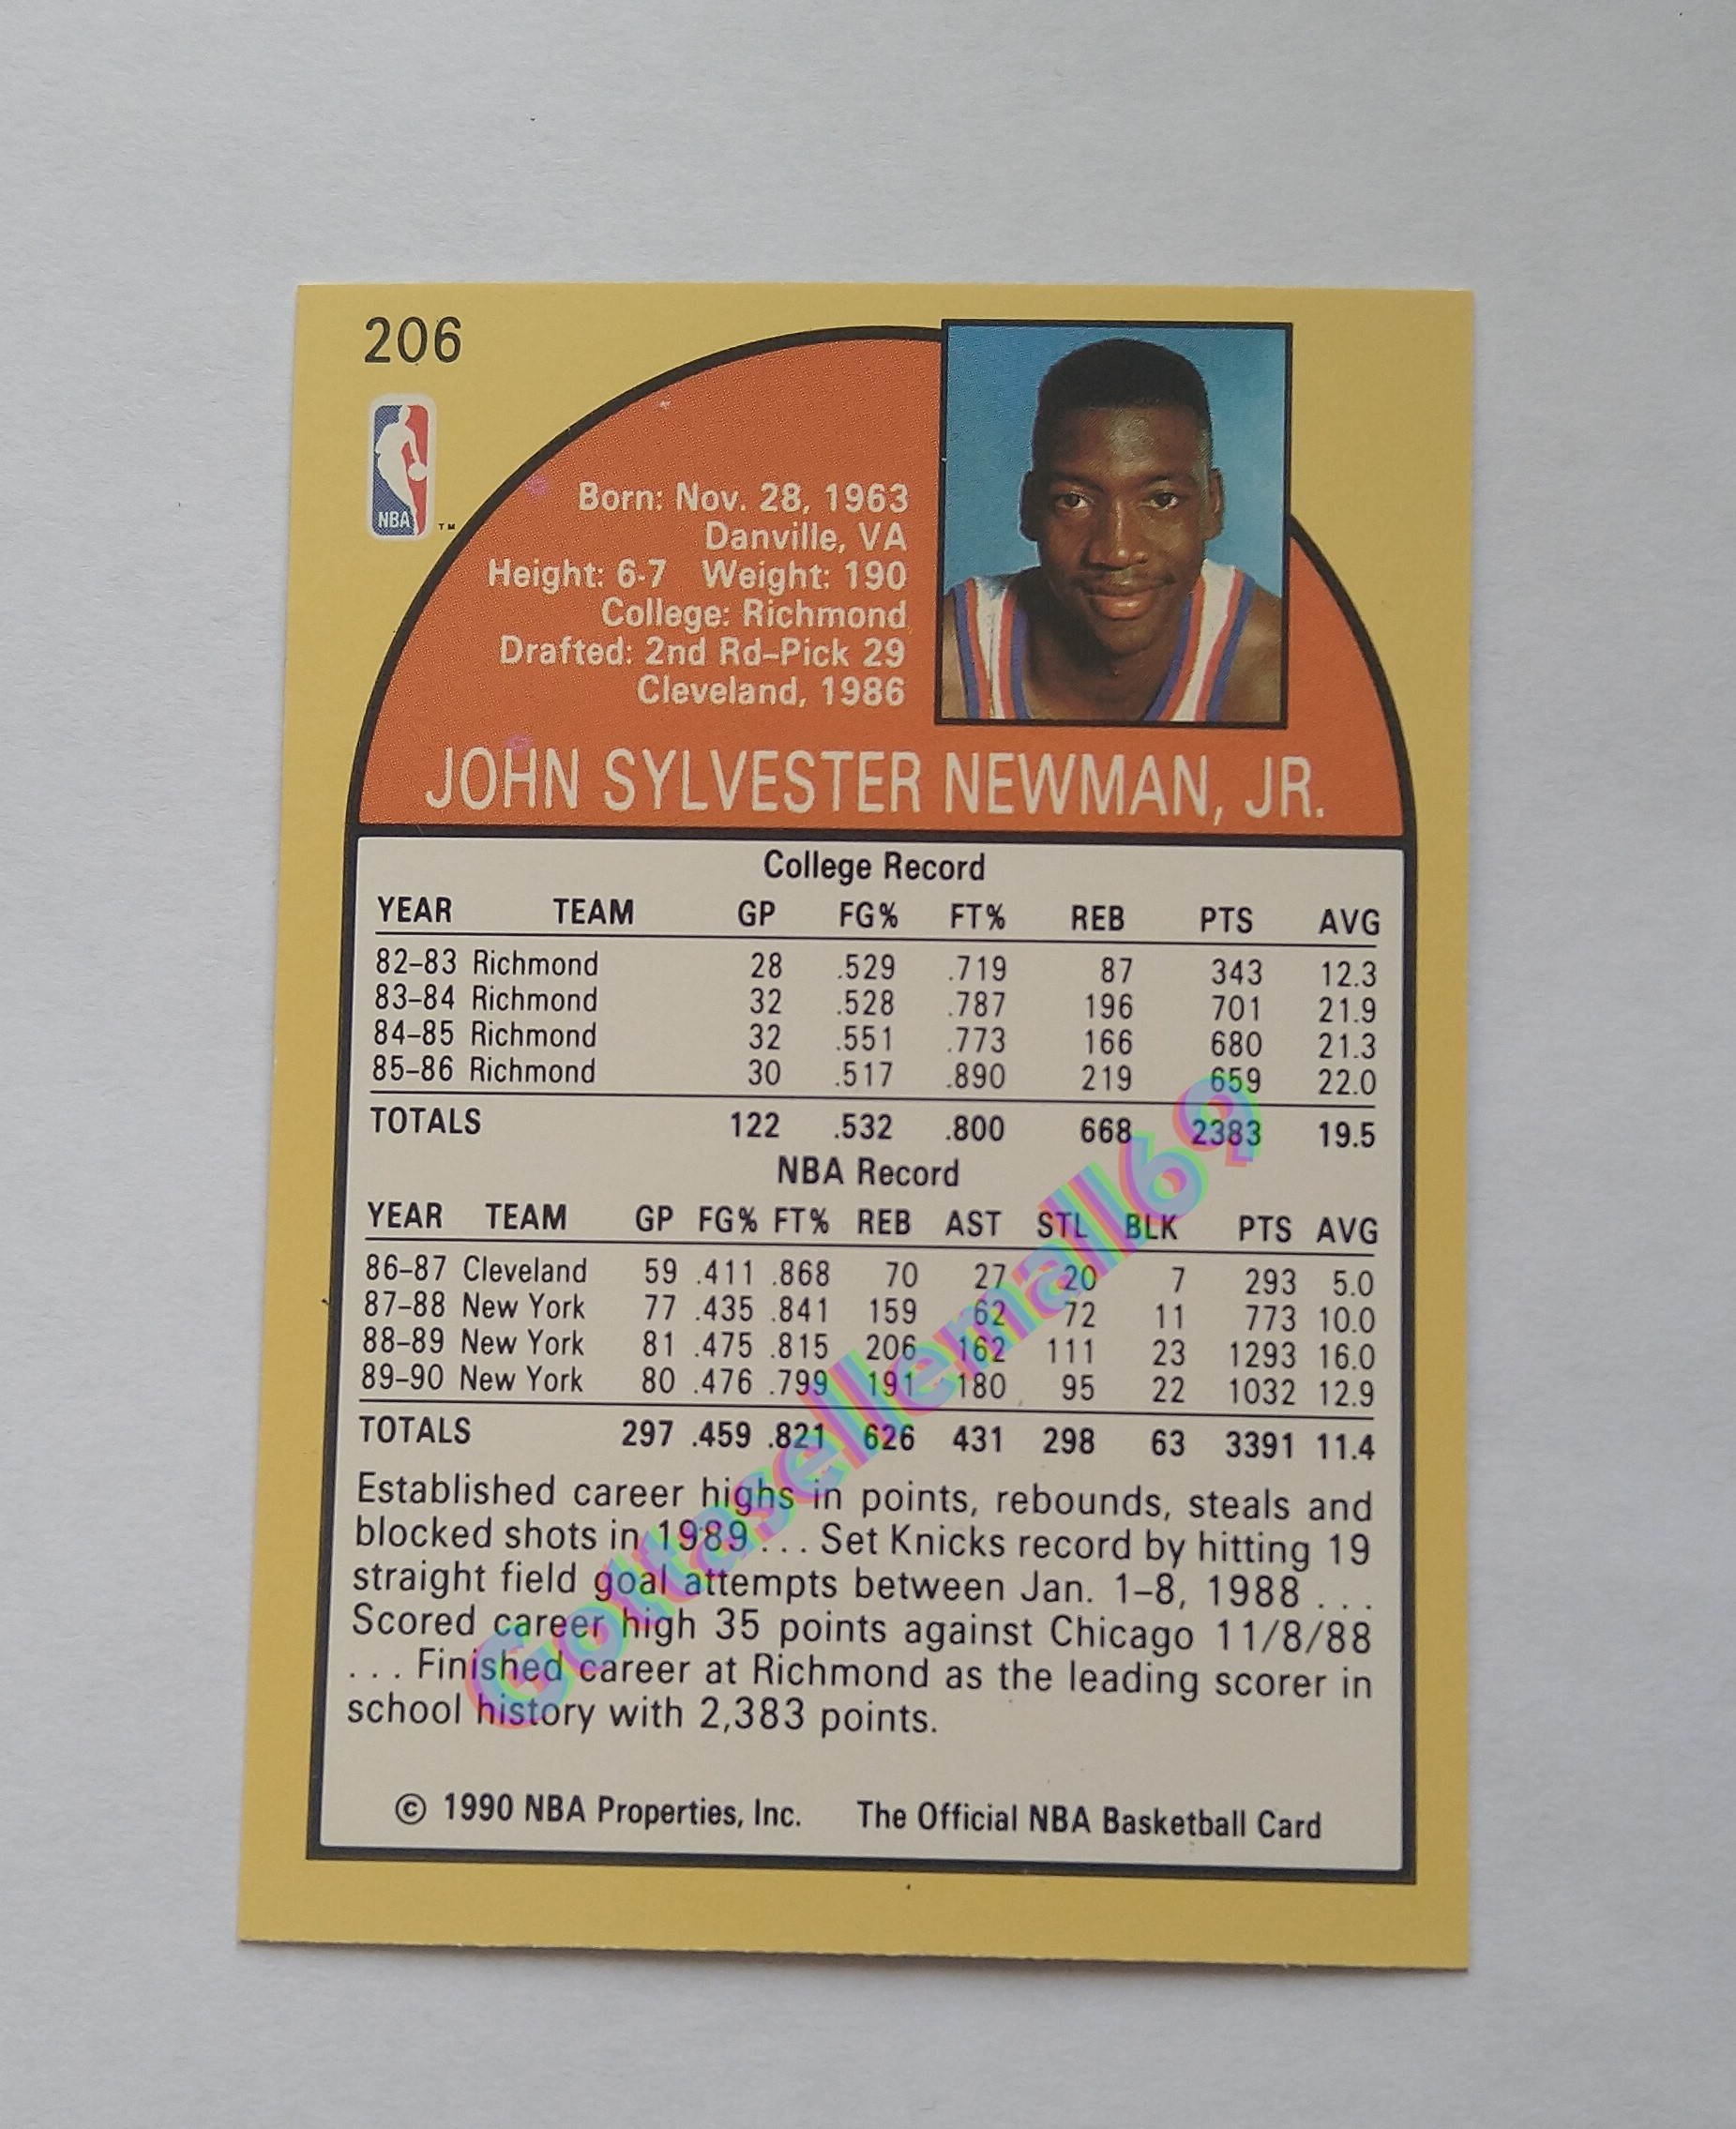 206
NBA
™
Born: Nov. 28, 1963
Danville, VA
Height: 6-7 Weight: 190
College: Richmond
Drafted: 2nd Rd–Pick 29
Cleveland, 1986
JOHN SYLVESTER NEWMAN, JR.
College Record
YEAR TEAM GP FG% FT% REB PTS AVG
82–83 Richmond 28 .529 .719 87 343 12.3
83–84 Richmond 32 .528 .787 196 701 21.9
84–85 Richmond 32 .551 .773 166 680 21.3
85–86 Richmond 30 .517 .890 219 659 22.0
TOTALS 122 .532 .800 668 2383 19.5
NBA Record
YEAR TEAM GP FG% FT% REB AST STL BLK PTS AVG
86–87 Cleveland 59 .411 .868 70 27 20 7 293 5.0
87–88 New York 77 .435 .841 159 62 72 11 773 10.0
88–89 New York 81 .475 .815 206 162 111 23 1293 16.0
89–90 New York 80 .476 .799 191 180 95 22 1032 12.9
TOTALS 297 .459 .821 626 431 298 63 3391 11.4
Established career highs in points, rebounds, steals and
blocked shots in 1989 . . . Set Knicks record by hitting 19
straight field goal attempts between Jan. 1–8, 1988 . . .
Scored career high 35 points against Chicago 11/8/88
. . . Finished career at Richmond as the leading scorer in
school history with 2,383 points.
© 1990 NBA Properties, Inc. The Official NBA Basketball Card
Gottasellemall69